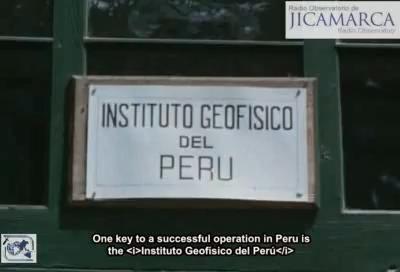 Radio Observatorio de
JICAMARCA
Radio Observatory
INSTITUTO GEOFISICO
DEL
PERU
One key to a successful operation in Peru is
the <i>Instituto Geofisico del Perú</i>